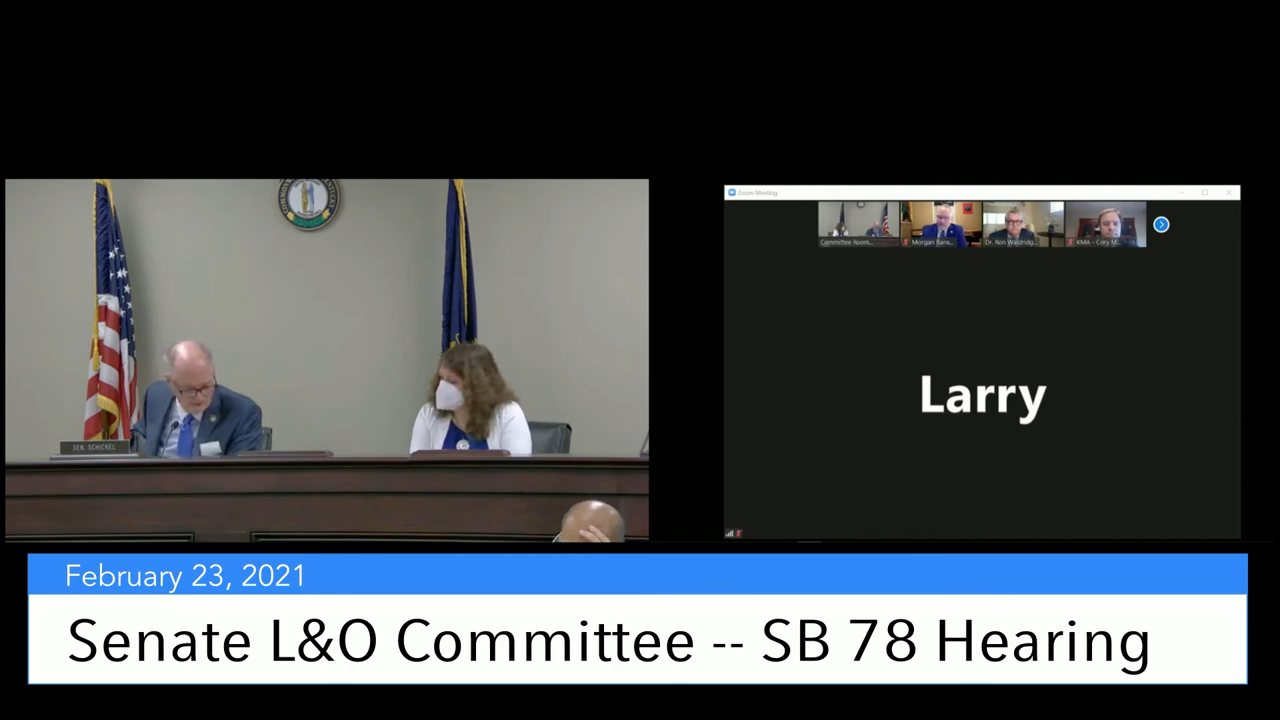 SEN. SCHICKEL
Zoom Meeting
Committee Room...
Morgan Rans...
Dr. Ron Waldridg...
KMA - Cory M...
Larry
February 23, 2021
Senate L&O Committee -- SB 78 Hearing